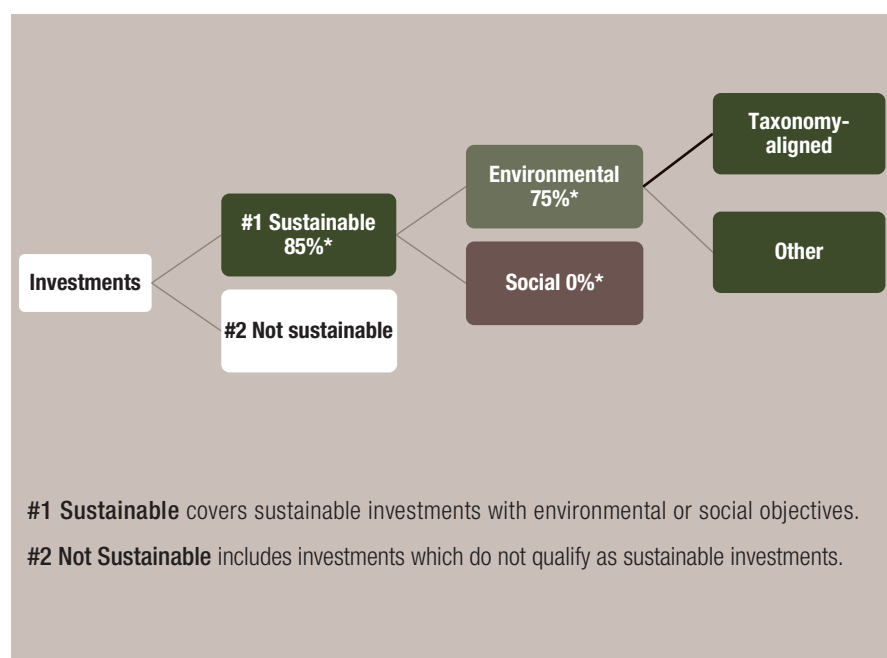 Taxonomy-
aligned
Environmental
75%*
#1 Sustainable
85%*
Other
Investments
Social 0%*
#2 Not sustainable
#1 Sustainable covers sustainable investments with environmental or social objectives.
#2 Not Sustainable includes investments which do not qualify as sustainable investments.